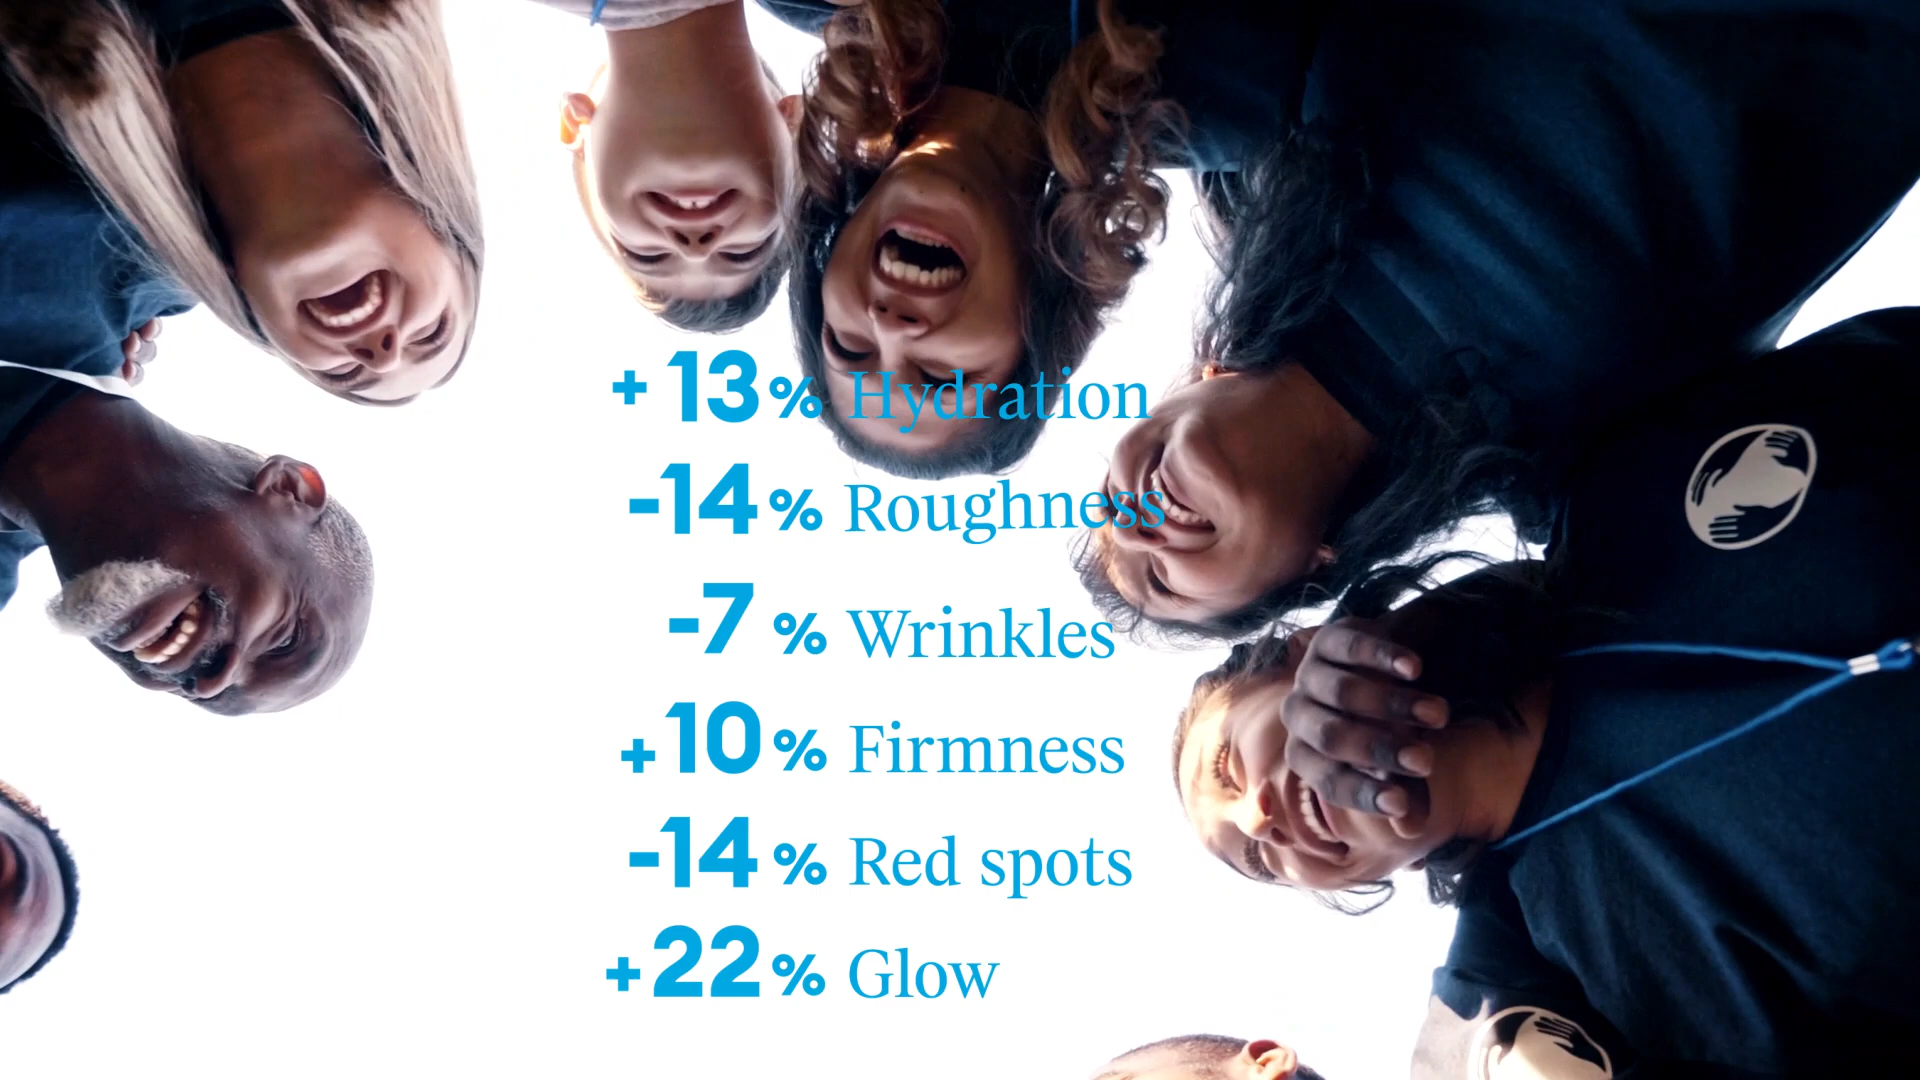 + 13% Hydration
-14% Roughness
-7 % Wrinkles
+10% Firmness
-14% Red spots
+22% Glow